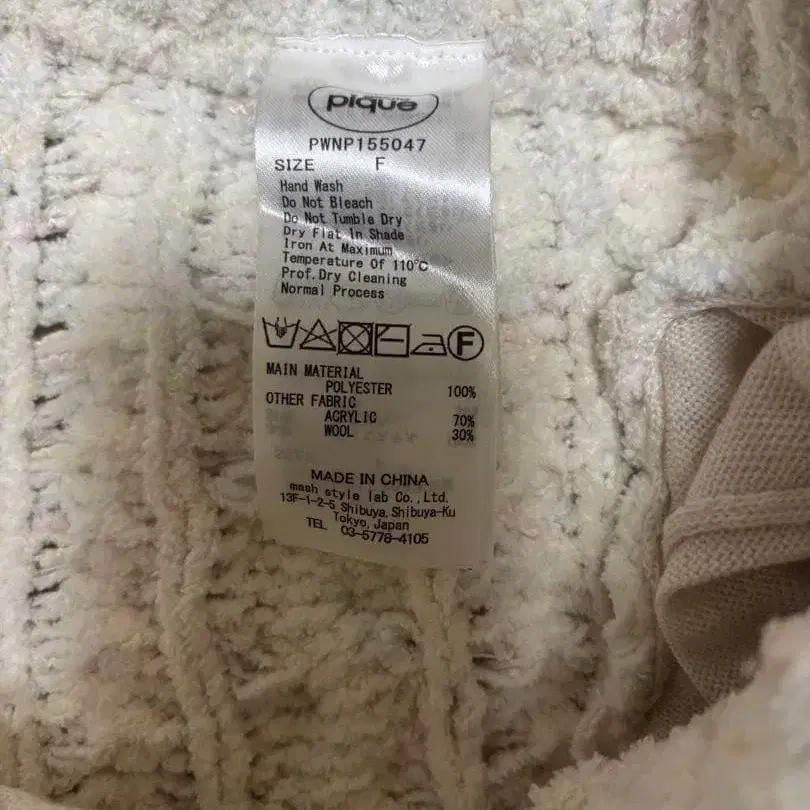 piqué
PWNP155047
SIZE F
Hand Wash
Do Not Bleach
Do Not Tumble Dry
Dry Flat In Shade
Iron At Maximum
Temperature Of 110℃
Prof. Dry Cleaning
Normal Process
F
MAIN MATERIAL
POLYESTER 100%
OTHER FABRIC
ACRYLIC 70%
WOOL 30%
MADE IN CHINA
mash style lab Co., Ltd.
13F-1-2-5, Shibuya, Shibuya-Ku
Tokyo, Japan
TEL 03-5778-4105